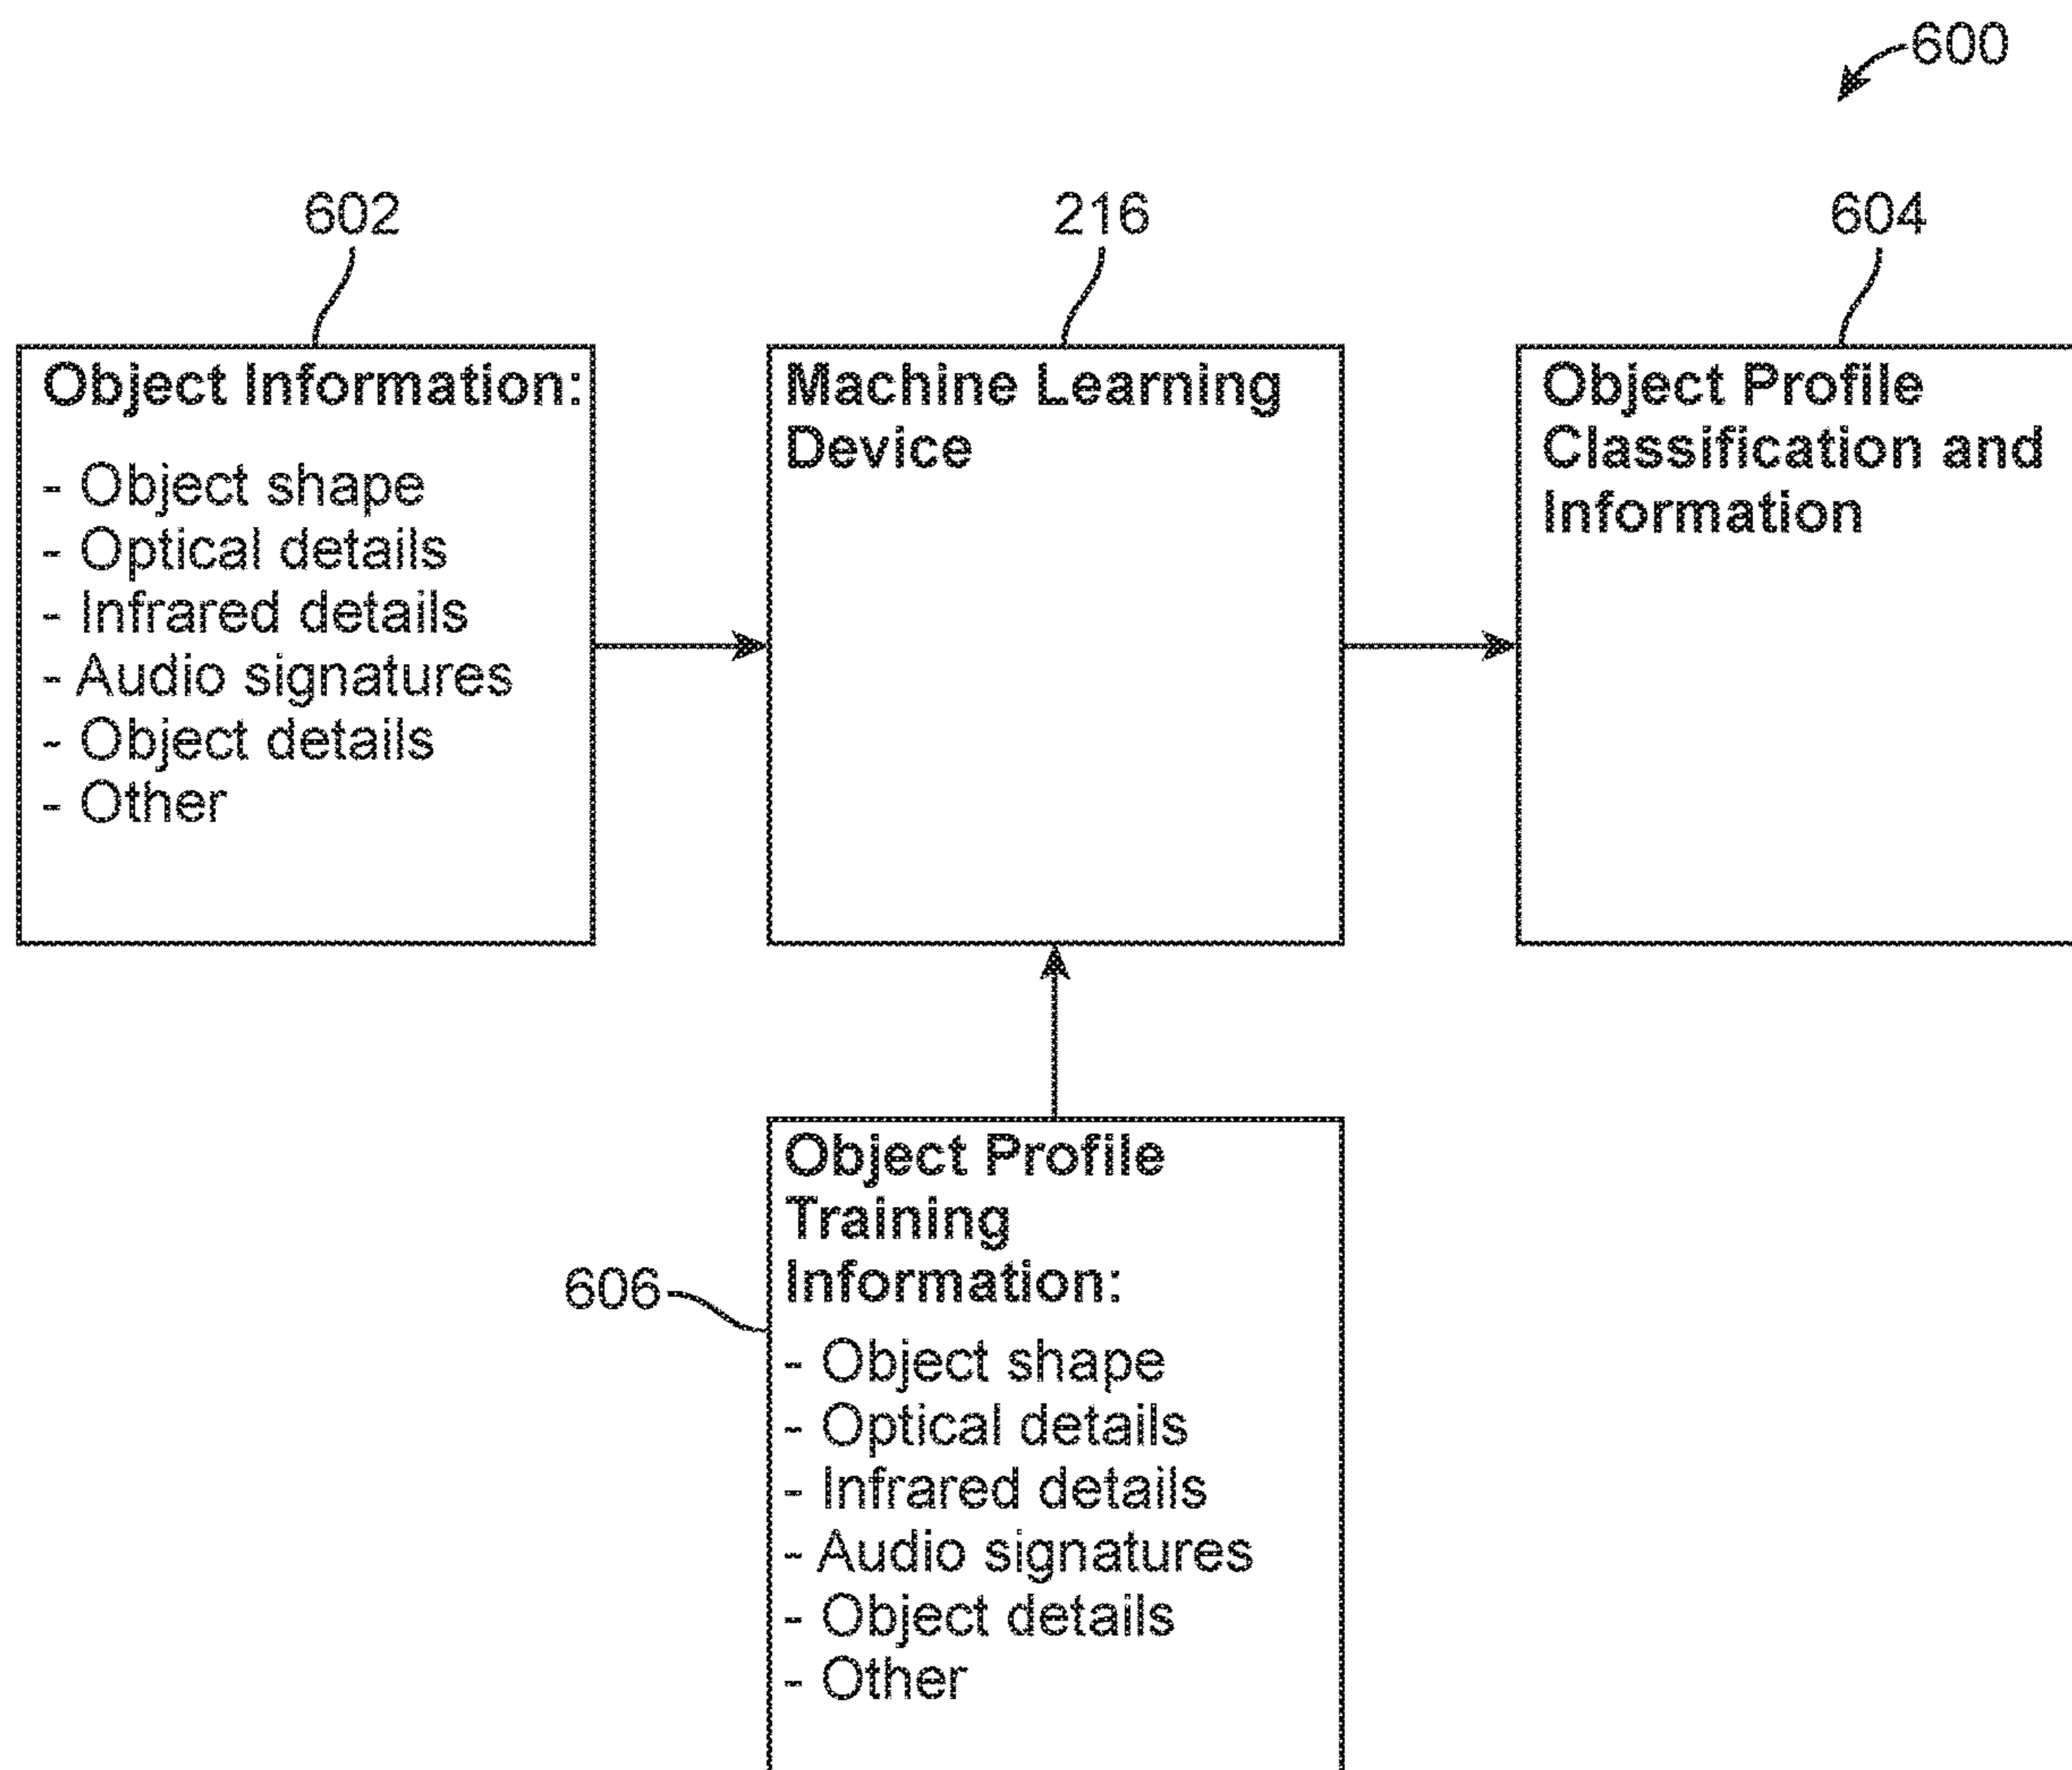 600
602
216
604
Object Information:
- Object shape
- Optical details
- Infrared details
- Audio signatures
- Object details
- Other
Machine Learning
Device
Object Profile
Classification and
Information
606
Object Profile
Training
Information:
- Object shape
- Optical details
- Infrared details
- Audio signatures
- Object details
- Other